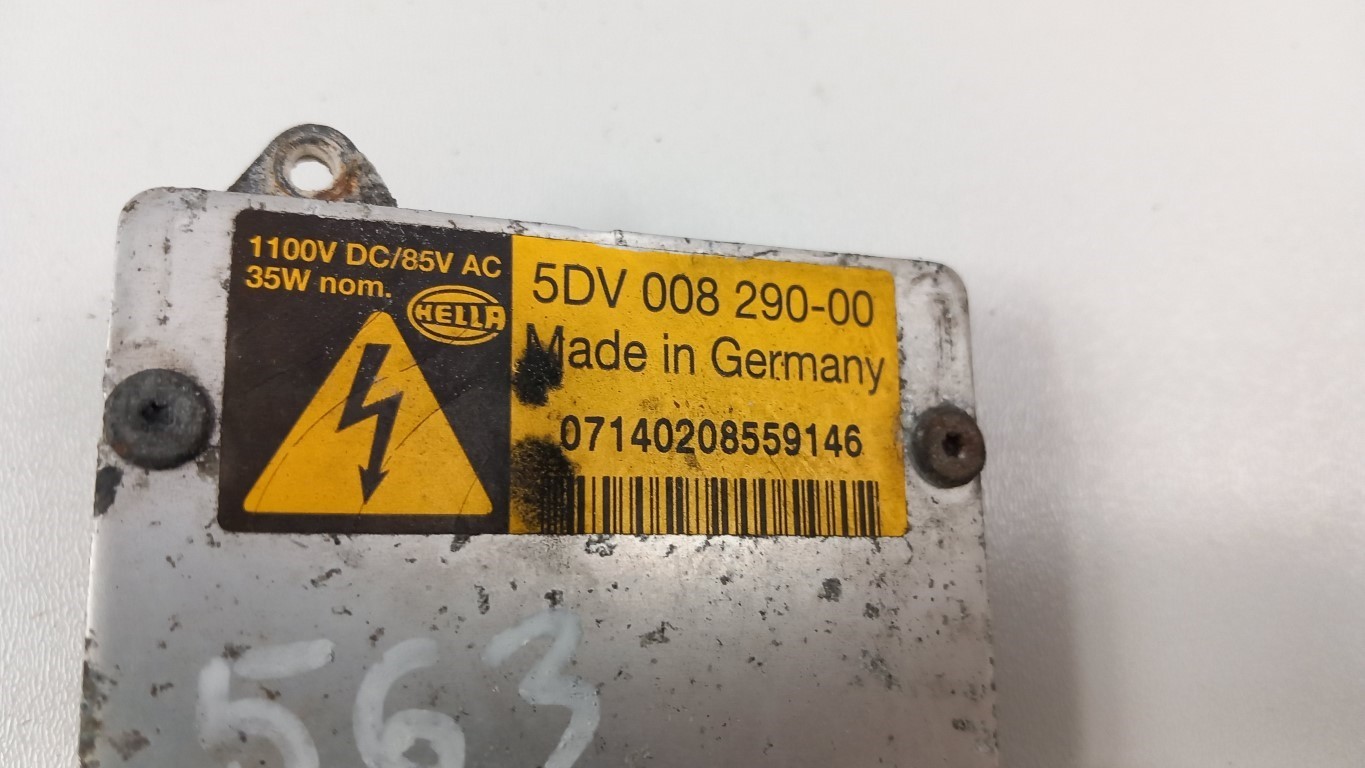 1100V DC/85V AC
35W nom.
HELLA
5DV 008 290-00
Made in Germany
07140208559146
563